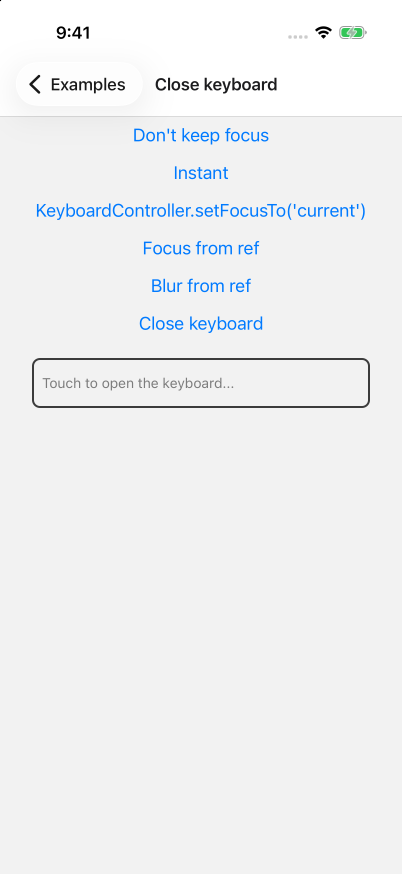 9:41
Examples
Close keyboard
Don't keep focus
Instant
KeyboardController.setFocusTo('current')
Focus from ref
Blur from ref
Close keyboard
Touch to open the keyboard...